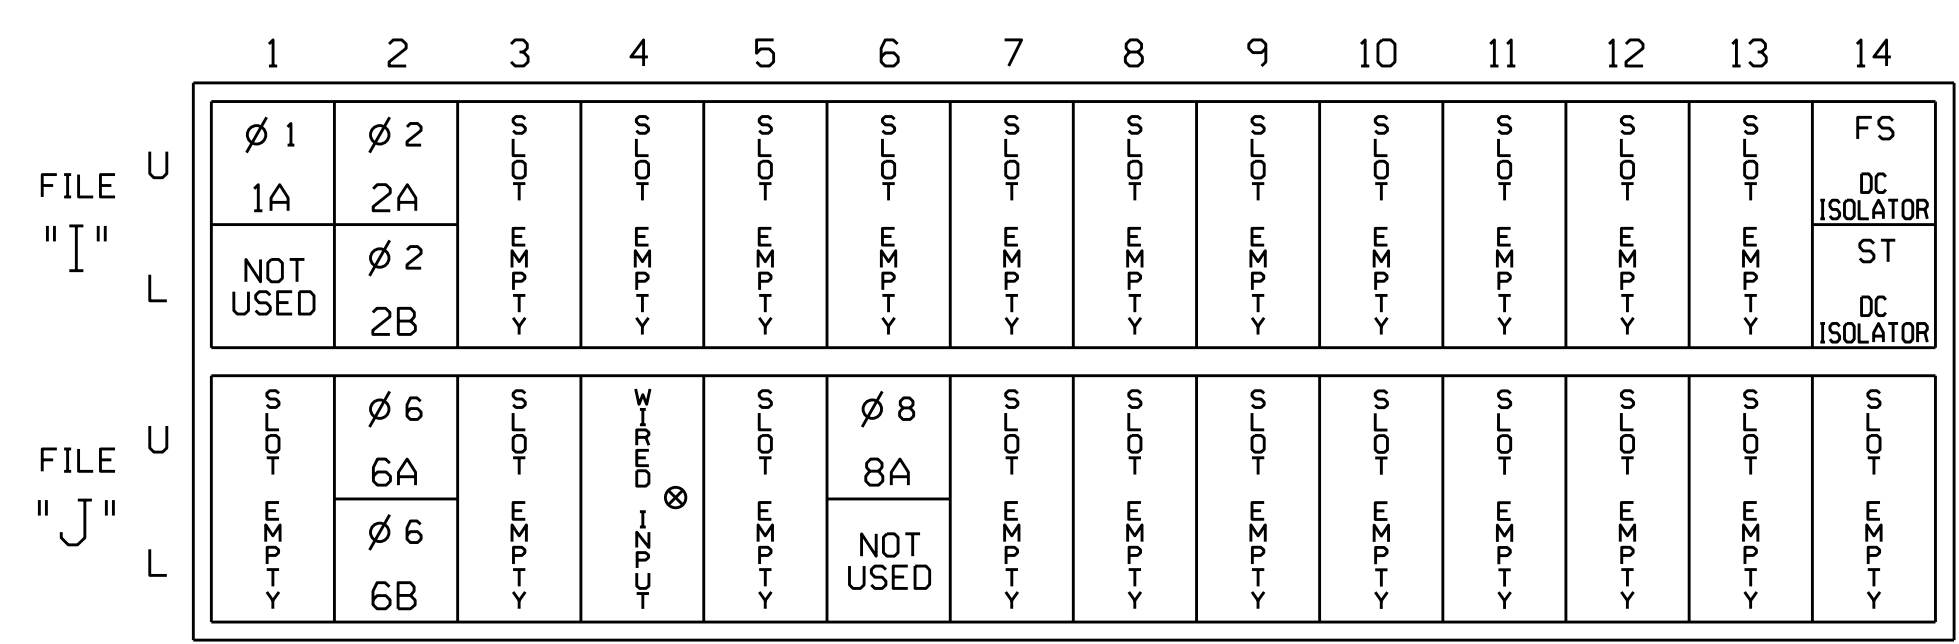 1 2 3 4 5 6 7 8 9 10 11 12 13 14
FILE
"I"
U
L
Ø 1
1A
NOT
USED
Ø 2
2A
Ø 2
2B
SLOT EMPTY
SLOT EMPTY
SLOT EMPTY
SLOT EMPTY
SLOT EMPTY
SLOT EMPTY
SLOT EMPTY
SLOT EMPTY
SLOT EMPTY
SLOT EMPTY
SLOT EMPTY
FS
DC
ISOLATOR
ST
DC
ISOLATOR
FILE
"J"
U
L
SLOT EMPTY
Ø 6
6A
Ø 6
6B
SLOT EMPTY
WIRED INPUT
⊗
SLOT EMPTY
Ø 8
8A
NOT
USED
SLOT EMPTY
SLOT EMPTY
SLOT EMPTY
SLOT EMPTY
SLOT EMPTY
SLOT EMPTY
SLOT EMPTY
SLOT EMPTY